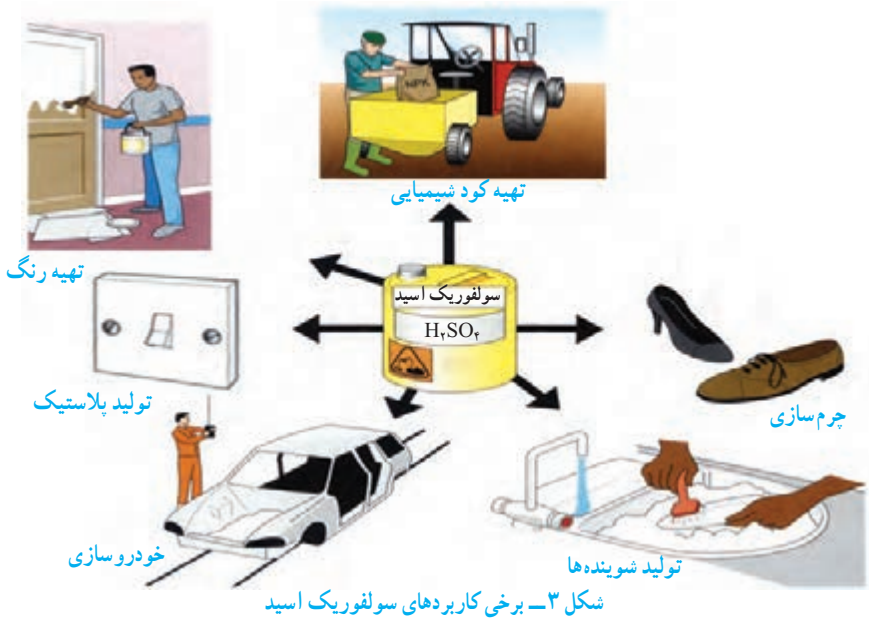 NPK
تهیه کود شیمیایی
تهیه رنگ
سولفوریک اسید
H₂SO₄
تولید پلاستیک
چرم‌سازی
خودروسازی
تولید شوینده‌ها
شکل ۳ــ برخی کاربردهای سولفوریک اسید